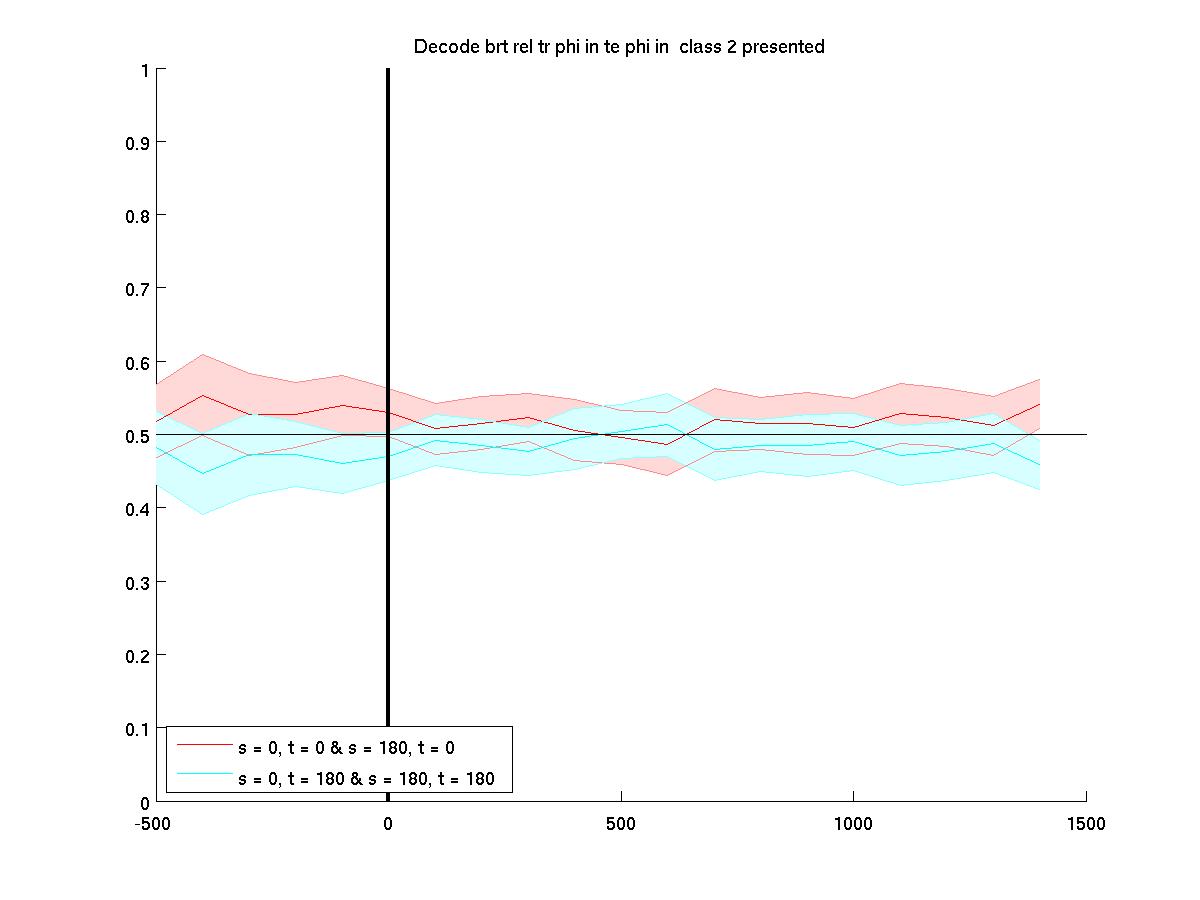 Decode brt rel tr phi in te phi in  class 2 presented
1
0.9
0.8
0.7
0.6
0.5
0.4
0.3
0.2
0.1
0
s = 0, t = 0 & s = 180, t = 0
s = 0, t = 180 & s = 180, t = 180
-500 0 500 1000 1500